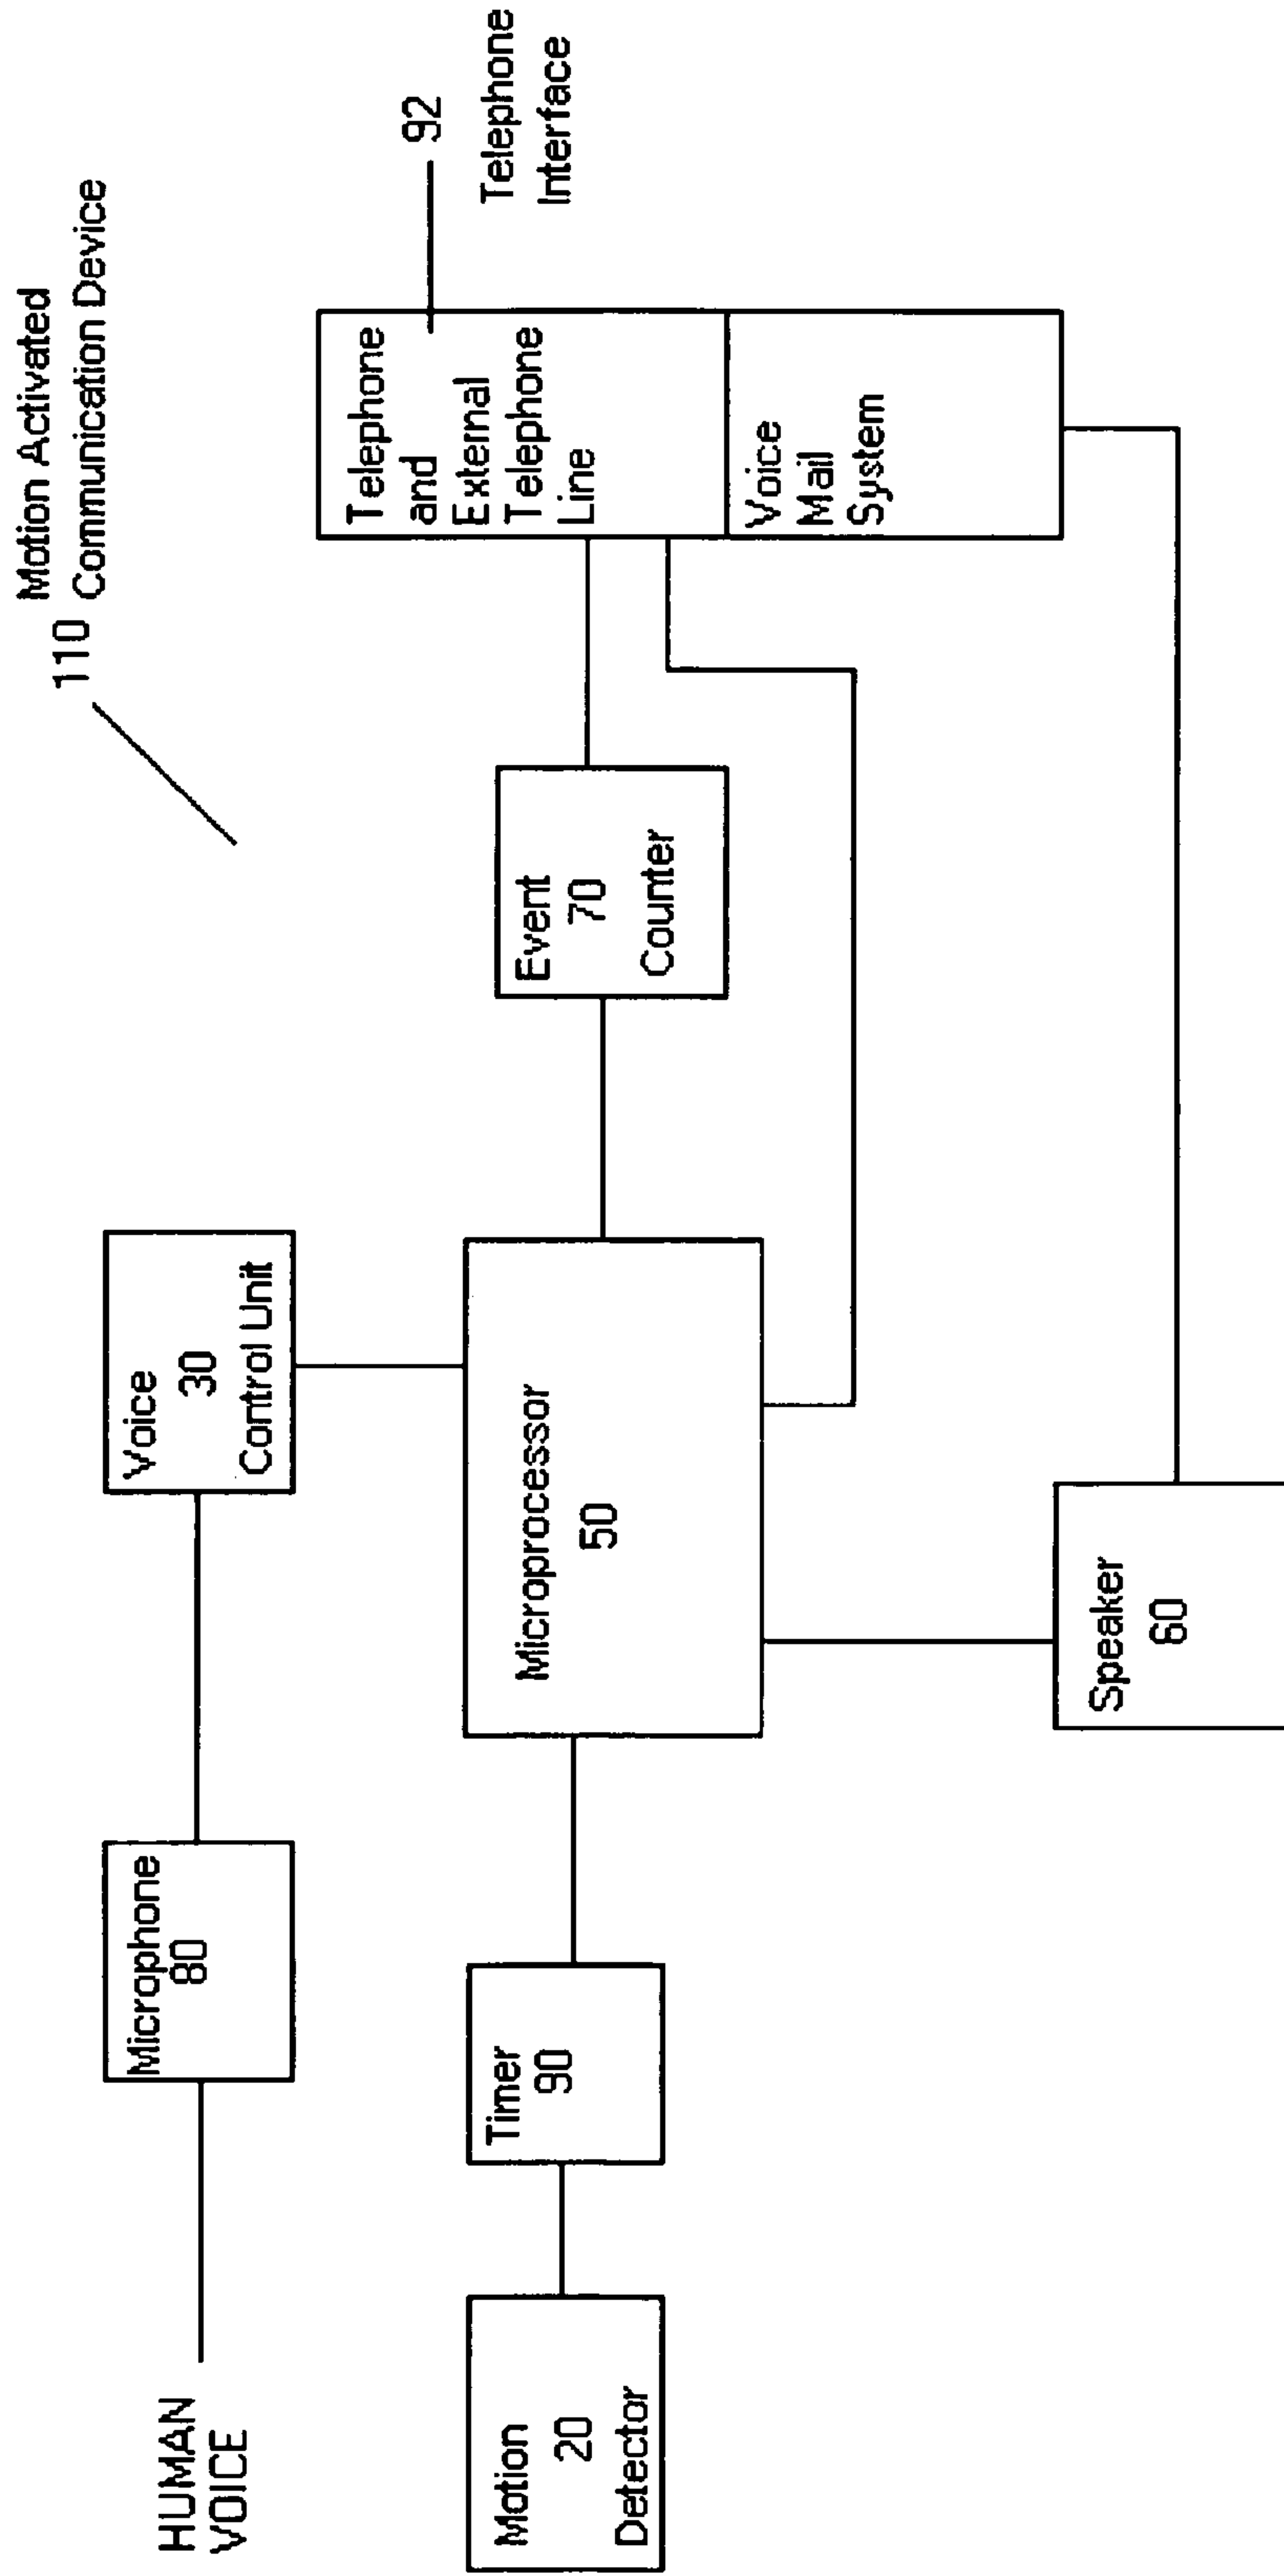 Motion Activated
110 Communication Device
HUMAN
VOICE
Microphone
80
Voice
30
Control Unit
Motion
20
Detector
Timer
90
Microprocessor
50
Event
70
Counter
Telephone
and
External
Telephone
Line
92
Telephone
Interface
Voice
Mail
System
Speaker
60